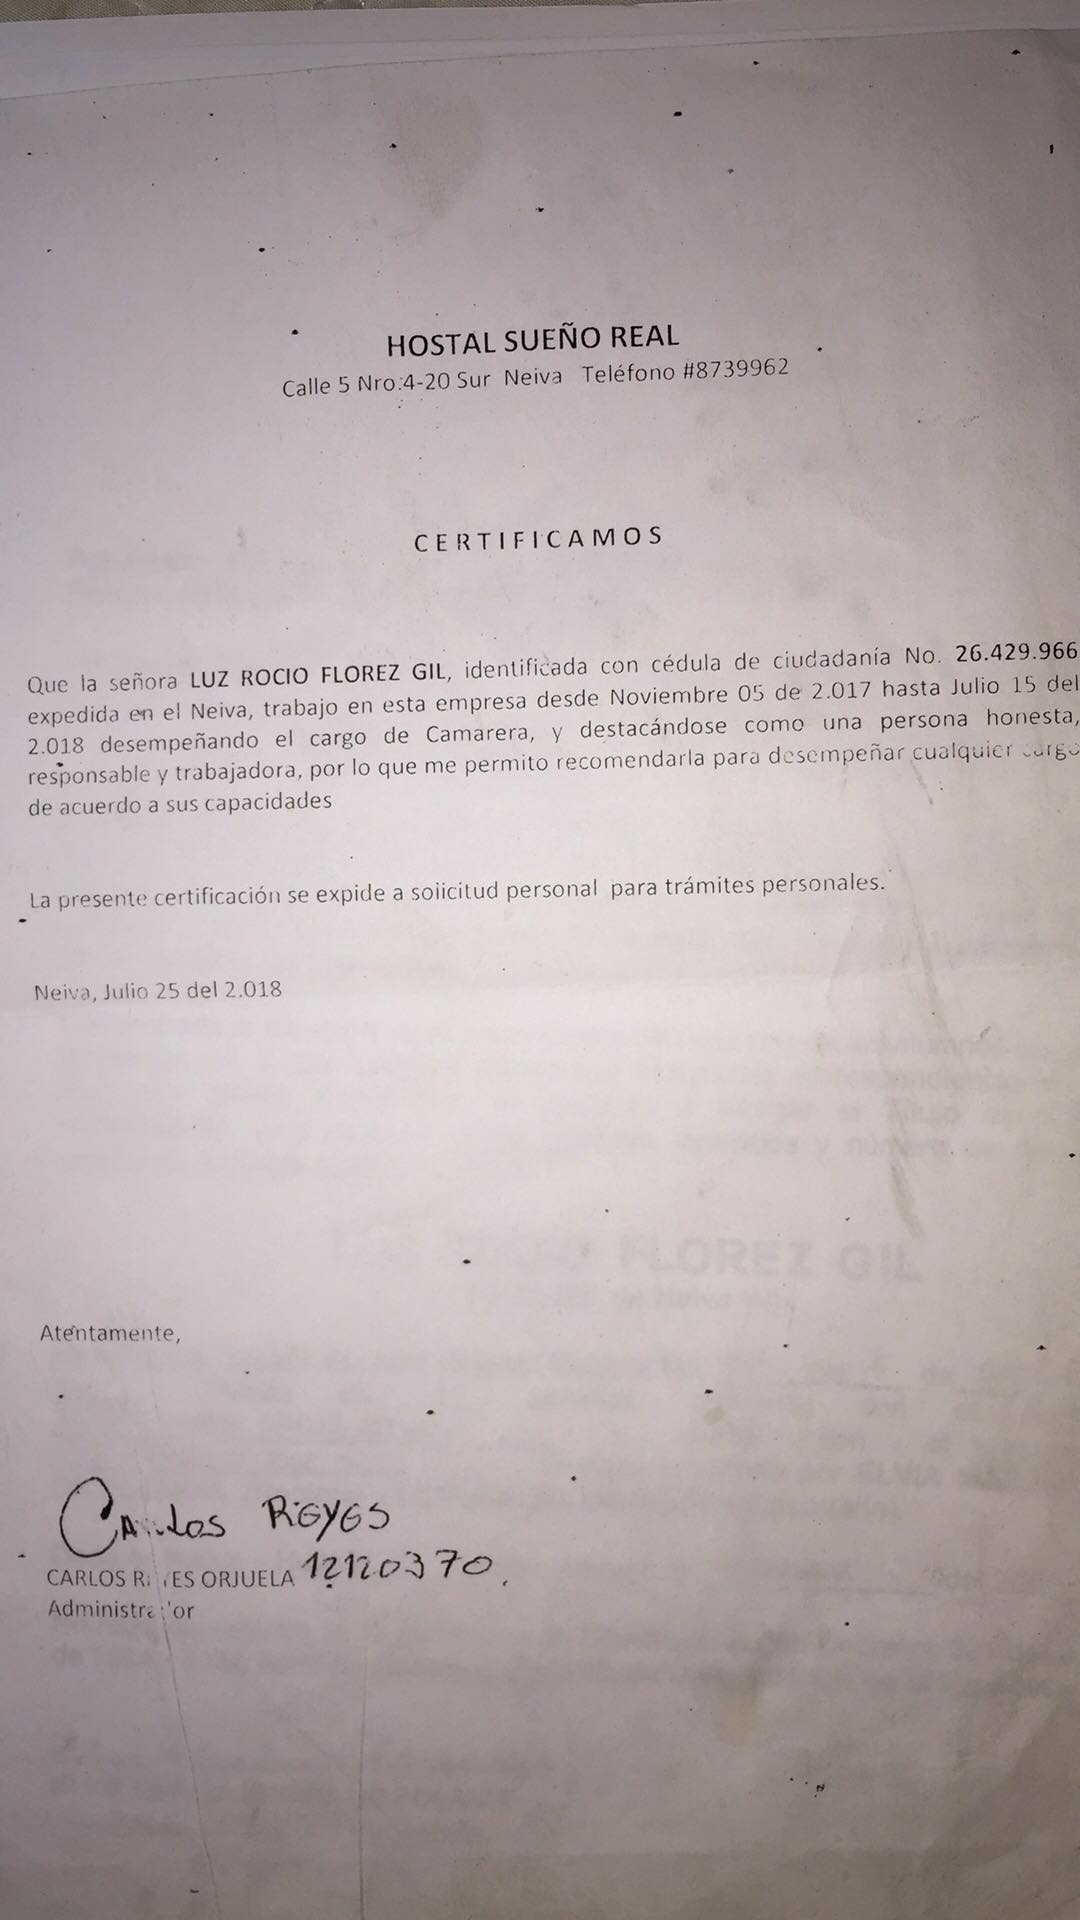 HOSTAL SUEÑO REAL
Calle 5 Nro.4-20 Sur Neiva Teléfono #8739962
CERTIFICAMOS
Que la señora LUZ ROCIO FLOREZ GIL, identificada con cédula de ciudadanía No. 26.429.966
expedida en el Neiva, trabajo en esta empresa desde Noviembre 05 de 2.017 hasta Julio 15 del
2.018 desempeñando el cargo de Camarera, y destacándose como una persona honesta,
responsable y trabajadora, por lo que me permito recomendarla para desempeñar cualquier cargo
de acuerdo a sus capacidades
La presente certificación se expide a solicitud personal para trámites personales.
Neiva, Julio 25 del 2.018
FLOREZ GIL
Atentamente,
Carlos Reyes
CARLOS REYES ORJUELA 12120370
Administrador